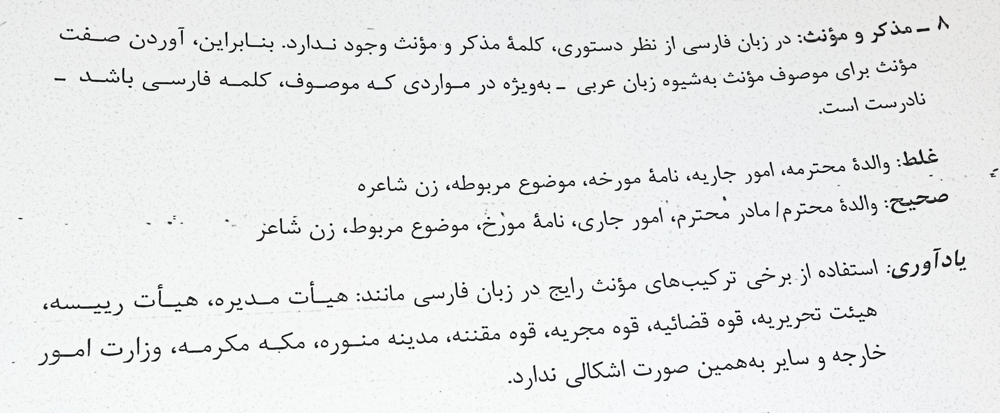 ۸ ـ مذکر و مؤنث: در زبان فارسی از نظر دستوری، کلمهٔ مذکر و مؤنث وجود ندارد. بنابراین، آوردن صفت
مؤنث برای موصوف مؤنث به‌شیوه زبان عربی ـ به‌ویژه در مواردی که موصوف، کلمه فارسی باشد ـ
نادرست است.
غلط: والدهٔ محترمه، امور جاریه، نامهٔ مورخه، موضوع مربوطه، زن شاعره
صحیح: والدهٔ محترم/ مادر محترم، امور جاری، نامهٔ مورخ، موضوع مربوط، زن شاعر
یادآوری: استفاده از برخی ترکیب‌های مؤنث رایج در زبان فارسی مانند: هیأت مدیره، هیأت رییسه،
هیئت تحریریه، قوه قضائیه، قوه مجریه، قوه مقننه، مدینه منوره، مکه مکرمه، وزارت امور
خارجه و سایر به‌همین صورت اشکالی ندارد.